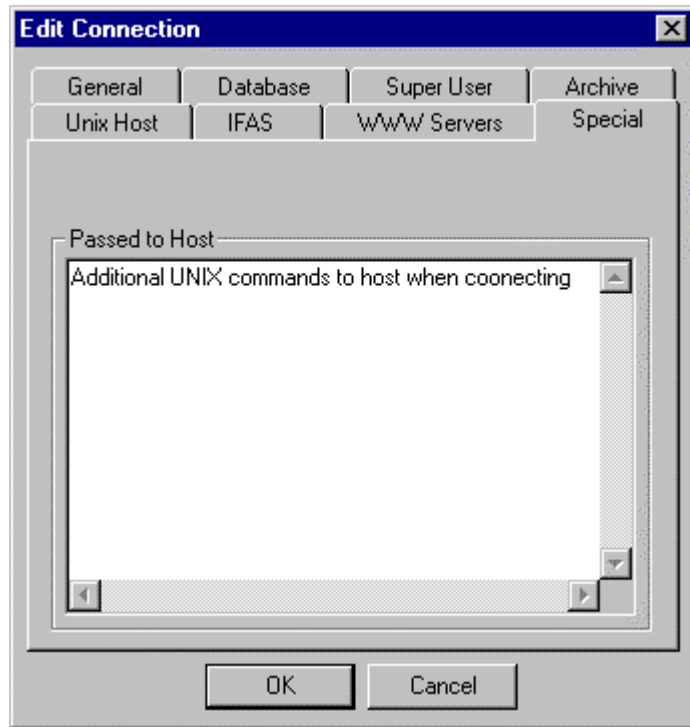 Edit Connection
General Database Super User Archive
Unix Host IFAS WWW Servers Special
Passed to Host
Additional UNIX commands to host when coonecting
OK Cancel